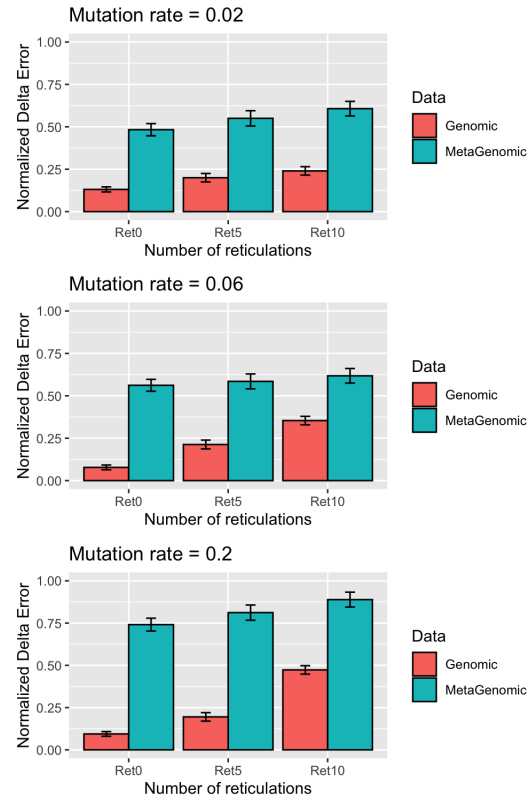 Mutation rate = 0.02
Normalized Delta Error
1.00
0.75
0.50
0.25
0.00
Ret0 Ret5 Ret10
Number of reticulations
Data
Genomic
MetaGenomic
Mutation rate = 0.06
Normalized Delta Error
1.00
0.75
0.50
0.25
0.00
Ret0 Ret5 Ret10
Number of reticulations
Data
Genomic
MetaGenomic
Mutation rate = 0.2
Normalized Delta Error
1.00
0.75
0.50
0.25
0.00
Ret0 Ret5 Ret10
Number of reticulations
Data
Genomic
MetaGenomic